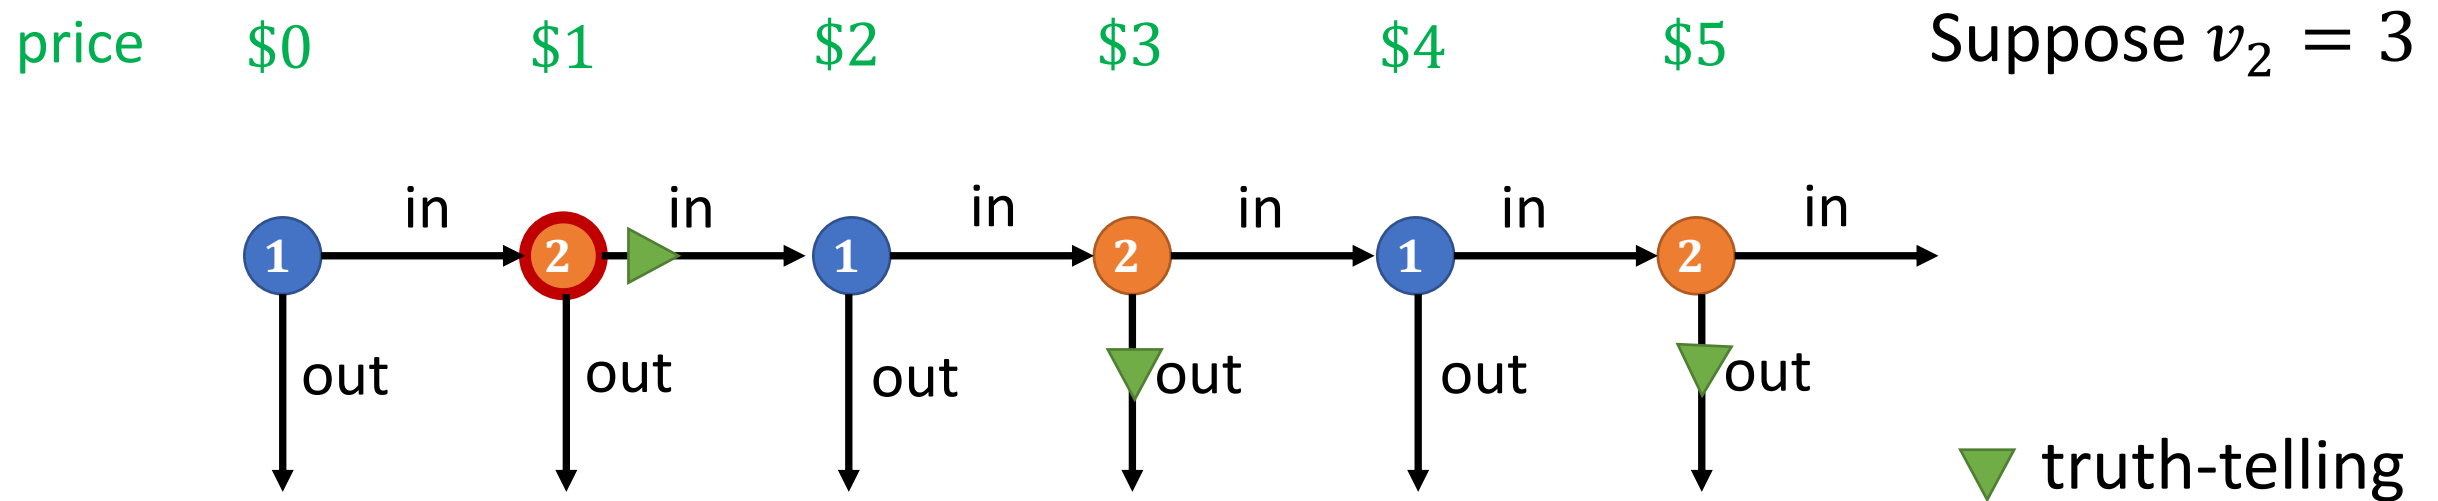 price $0 $1 $2 $3 $4 $5 Suppose v₂ = 3
in in in in in in
1 2 1 2 1 2
out out out out out out
truth-telling